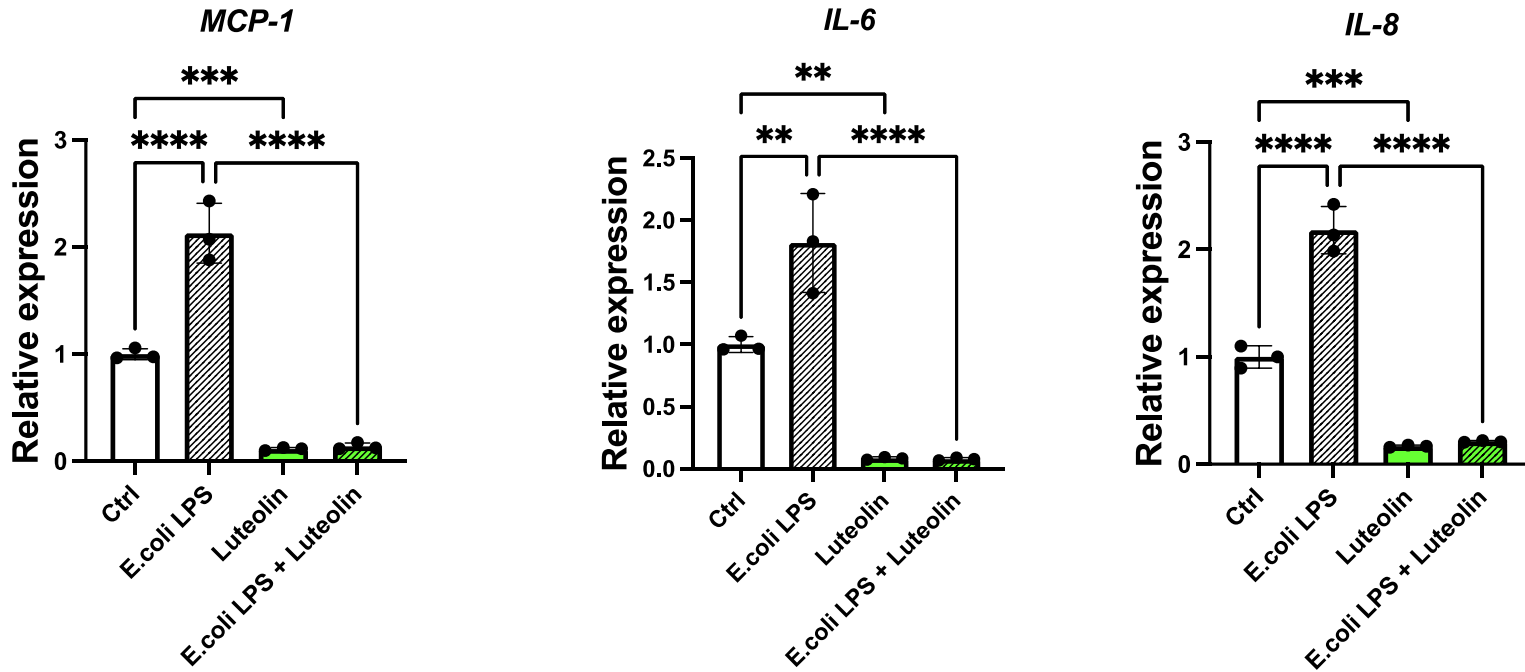 MCP-1
***
**** ****
Relative expression
3
2
1
0
Ctrl
E.coli LPS
Luteolin
E.coli LPS + Luteolin
IL-6
**
** ****
Relative expression
2.5
2.0
1.5
1.0
0.5
0.0
Ctrl
E.coli LPS
Luteolin
E.coli LPS + Luteolin
IL-8
***
**** ****
Relative expression
3
2
1
0
Ctrl
E.coli LPS
Luteolin
E.coli LPS + Luteolin